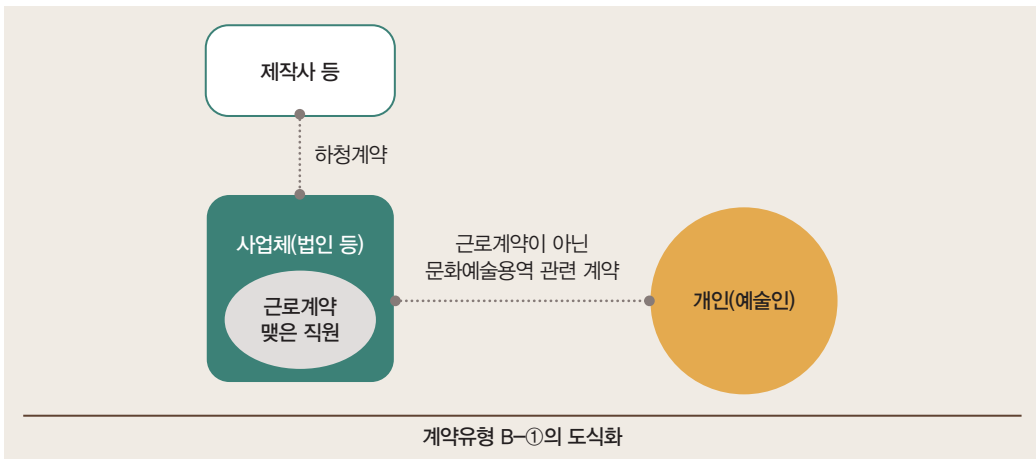 제작사 등
하청계약
사업체(법인 등)
근로계약
맺은 직원
근로계약이 아닌
문화예술용역 관련 계약
개인(예술인)
계약유형 B-①의 도식화